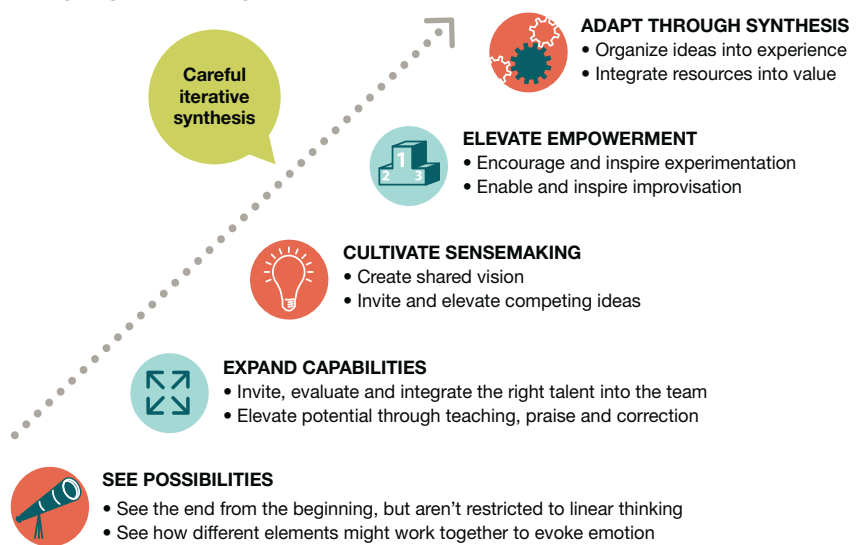 ADAPT THROUGH SYNTHESIS
• Organize ideas into experience
• Integrate resources into value
Careful
iterative
synthesis
ELEVATE EMPOWERMENT
• Encourage and inspire experimentation
• Enable and inspire improvisation
1
2 3
CULTIVATE SENSEMAKING
• Create shared vision
• Invite and elevate competing ideas
EXPAND CAPABILITIES
• Invite, evaluate and integrate the right talent into the team
• Elevate potential through teaching, praise and correction
SEE POSSIBILITIES
• See the end from the beginning, but aren’t restricted to linear thinking
• See how different elements might work together to evoke emotion